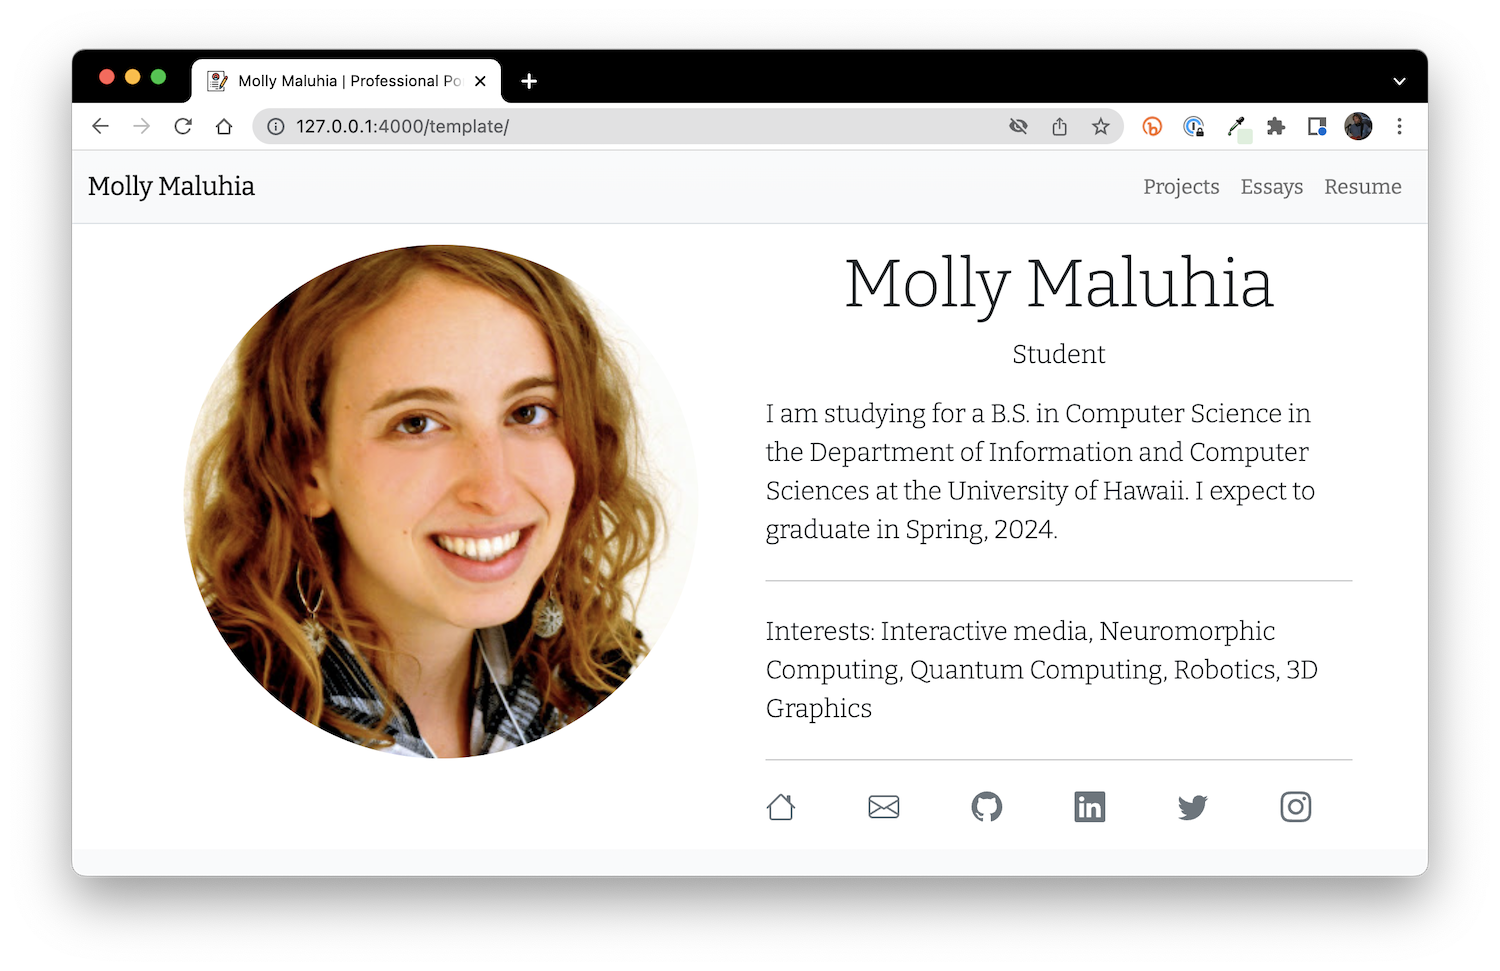 Molly Maluhia | Professional Po
127.0.0.1:4000/template/
Molly Maluhia
Projects Essays Resume
Molly Maluhia
Student
I am studying for a B.S. in Computer Science in
the Department of Information and Computer
Sciences at the University of Hawaii. I expect to
graduate in Spring, 2024.
Interests: Interactive media, Neuromorphic
Computing, Quantum Computing, Robotics, 3D
Graphics